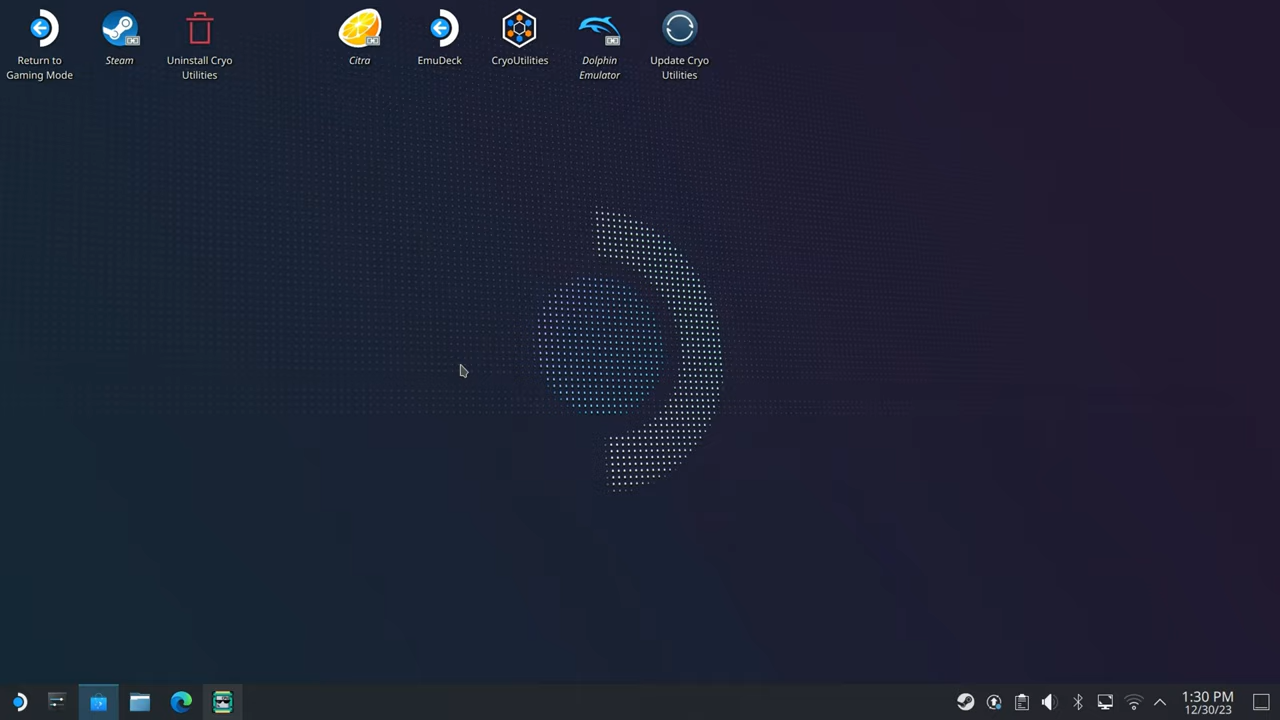 Return to
Gaming Mode
Steam
Uninstall Cryo
Utilities
Citra
EmuDeck
CryoUtilities
Dolphin
Emulator
Update Cryo
Utilities
1:30 PM
12/30/23